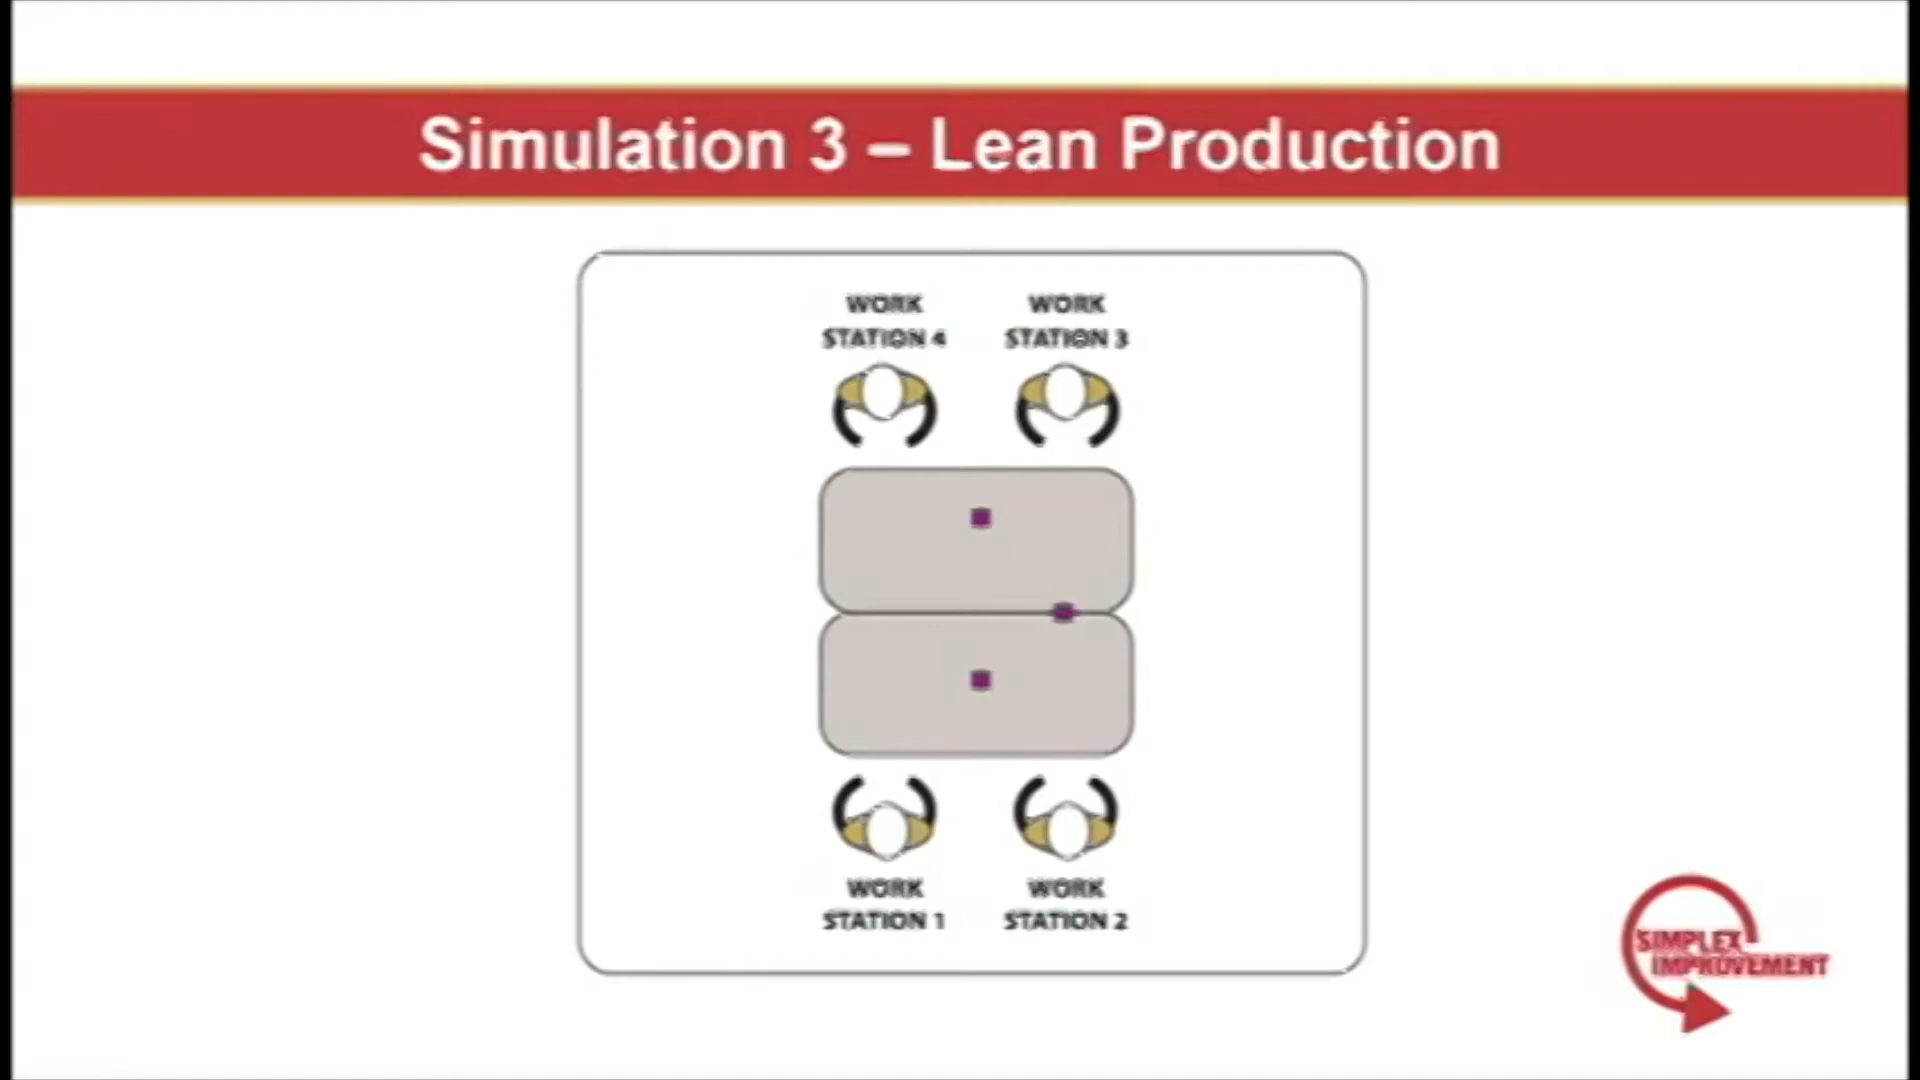 Simulation 3 – Lean Production
WORK
STATION 4
WORK
STATION 3
WORK
STATION 1
WORK
STATION 2
SIMPLEX
IMPROVEMENT